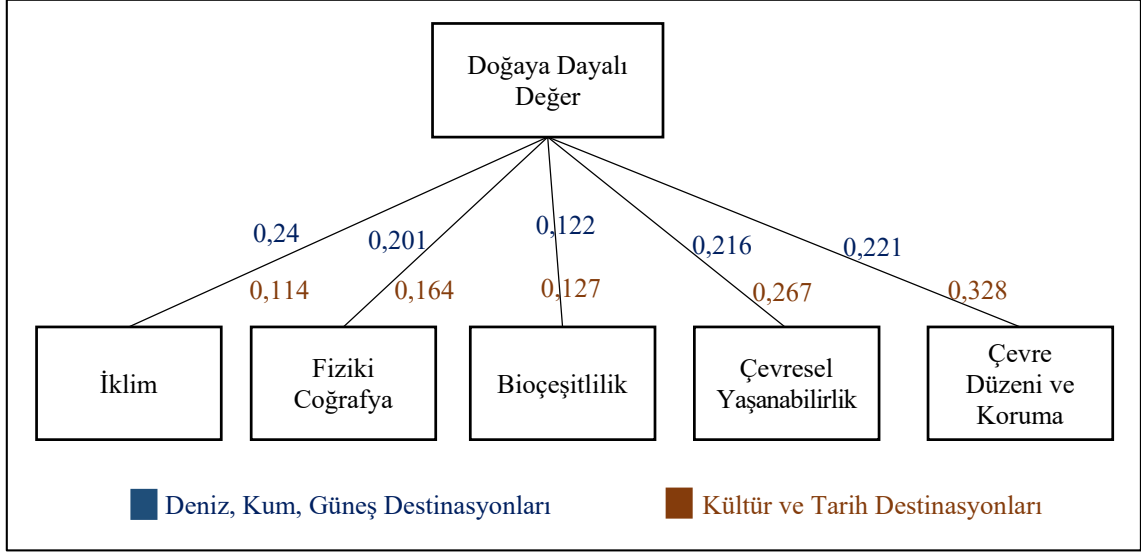 Doğaya Dayalı
Değer
0,24
0,201
0,122
0,216
0,221
0,114
0,164
0,127
0,267
0,328
İklim
Fiziki
Coğrafya
Bioçeşitlilik
Çevresel
Yaşanabilirlik
Çevre
Düzeni ve
Koruma
Deniz, Kum, Güneş Destinasyonları
Kültür ve Tarih Destinasyonları